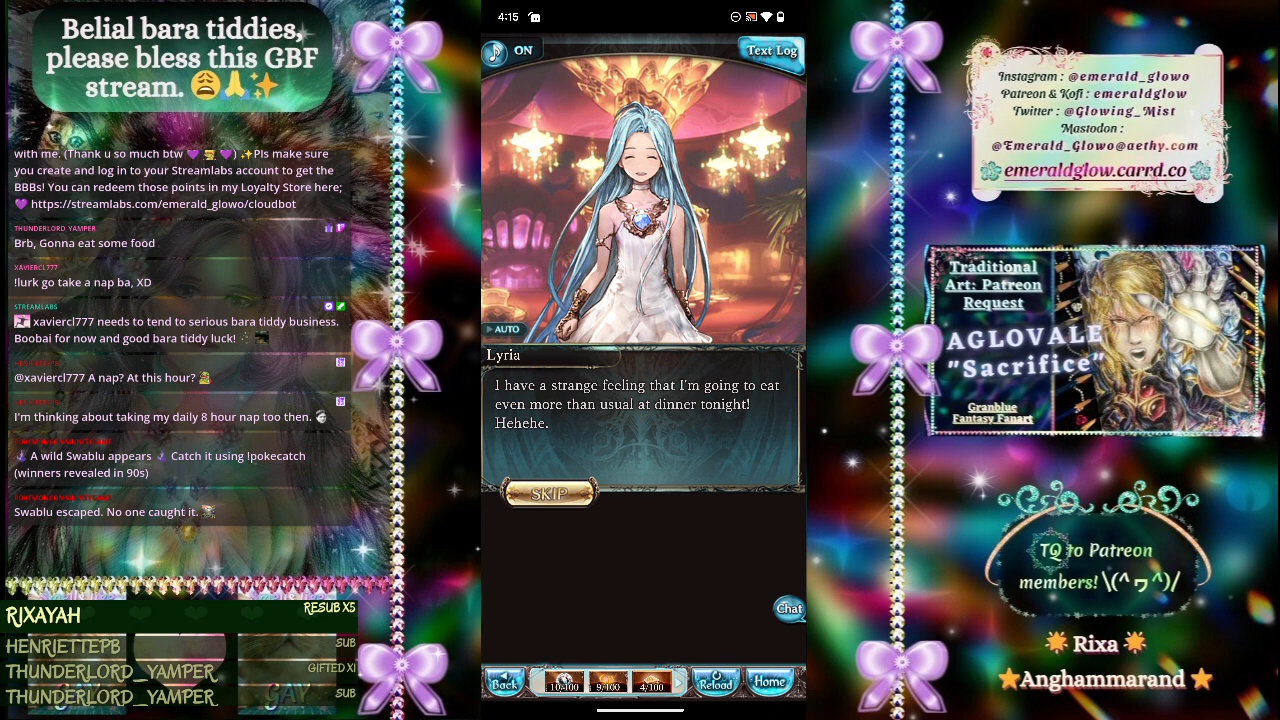 Belial bara tiddies,
please bless this GBF
stream. 😩🙏✨
with me. (Thank u so much btw 💜 💜) ✨Pls make sure
you create and log in to your Streamlabs account to get the
BBBs! You can redeem those points in my Loyalty Store here;
💜 https://streamlabs.com/emerald_glowo/cloudbot
THUNDERLORD_YAMPER
Brb, Gonna eat some food
XAVIERCL777
!lurk go take a nap ba, XD
STREAMLABS
xaviercl777 needs to tend to serious bara tiddy business.
Boobai for now and good bara tiddy luck!
@xaviercl777 A nap? At this hour?
I'm thinking about taking my daily 8 hour nap too then.
A wild Swablu appears Catch it using !pokecatch
(winners revealed in 90s)
Swablu escaped. No one caught it.
RIXAYAH
RESUB X5
HENRIETTEPB
SUB
THUNDERLORD_YAMPER
GIFTED X1
THUNDERLORD_YAMPER
SUB
GAY
4:15
ON
Text Log
AUTO
Lyria
I have a strange feeling that I'm going to eat
even more than usual at dinner tonight!
Hehehe.
SKIP
Chat
Back
10/100
9/100
4/100
Reload
Home
Instagram : @emerald_glowo
Patreon & Kofi : emeraldglow
Twitter : @Glowing_Mist
Mastodon :
@Emerald_Glowo@aethy.com
emeraldglow.carrd.co
Traditional
Art: Patreon
Request
AGLOVALE
"Sacrifice"
Granblue
Fantasy Fanart
TQ to Patreon
members! \(^ヮ^)/
Rixa
Anghammarand